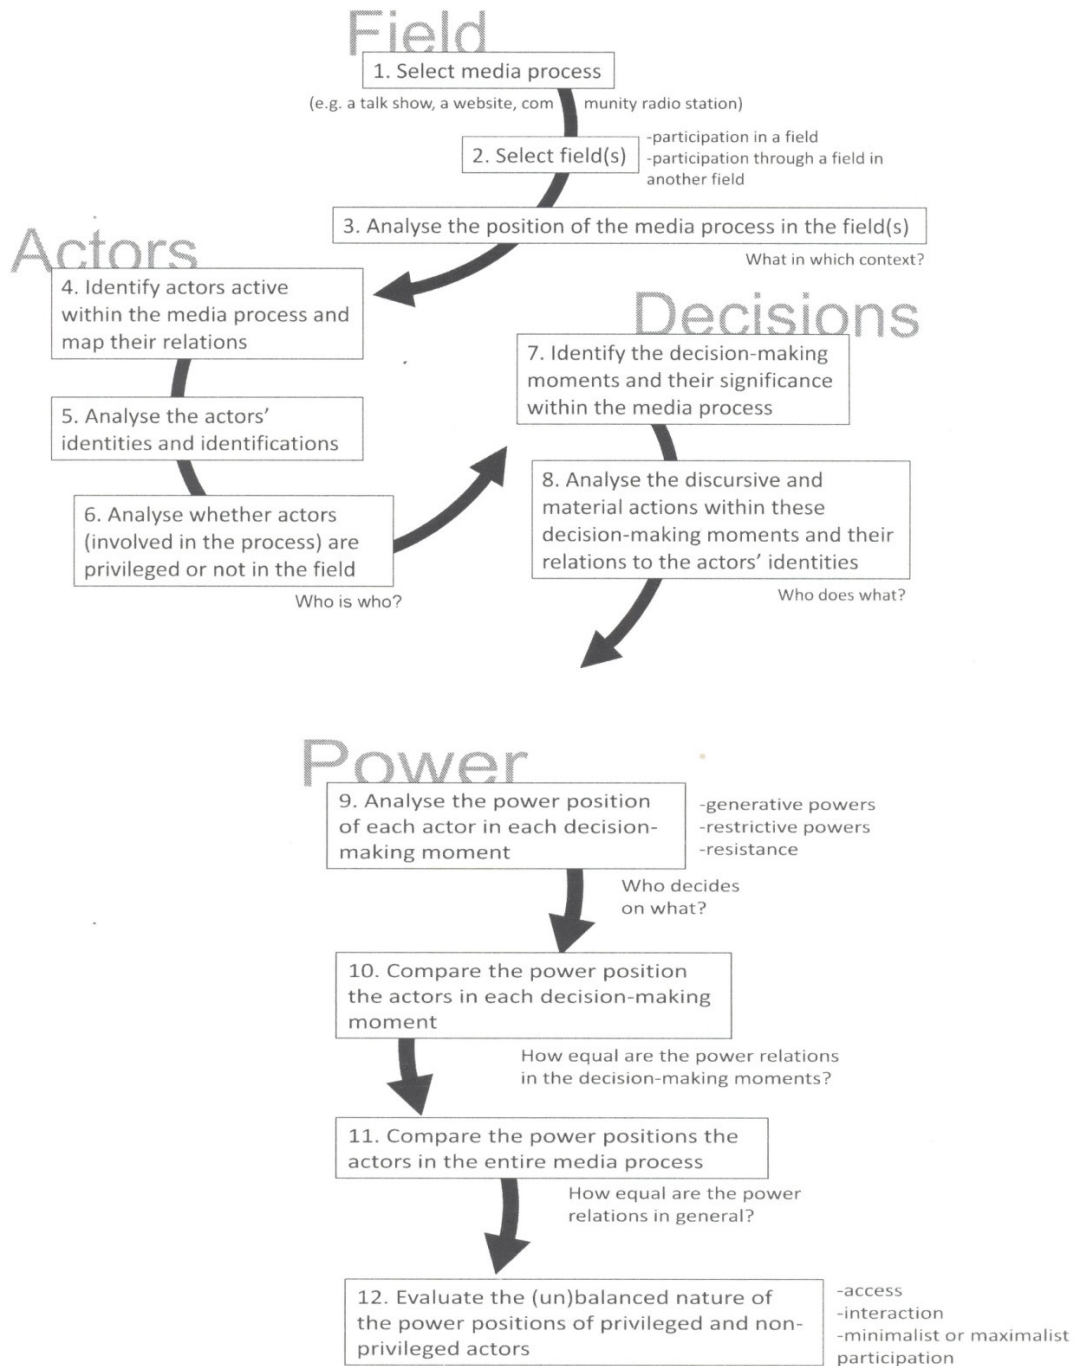 Field
1. Select media process
(e.g. a talk show, a website, com munity radio station)
2. Select field(s)
-participation in a field
-participation through a field in
another field
3. Analyse the position of the media process in the field(s)
What in which context?
Actors
4. Identify actors active
within the media process and
map their relations
5. Analyse the actors'
identities and identifications
6. Analyse whether actors
(involved in the process) are
privileged or not in the field
Who is who?
Decisions
7. Identify the decision-making
moments and their significance
within the media process
8. Analyse the discursive and
material actions within these
decision-making moments and their
relations to the actors' identities
Who does what?
Power
9. Analyse the power position
of each actor in each decision-
making moment
-generative powers
-restrictive powers
-resistance
Who decides
on what?
10. Compare the power position
the actors in each decision-making
moment
How equal are the power relations
in the decision-making moments?
11. Compare the power positions the
actors in the entire media process
How equal are the power
relations in general?
12. Evaluate the (un)balanced nature of
the power positions of privileged and non-
privileged actors
-access
-interaction
-minimalist or maximalist
participation